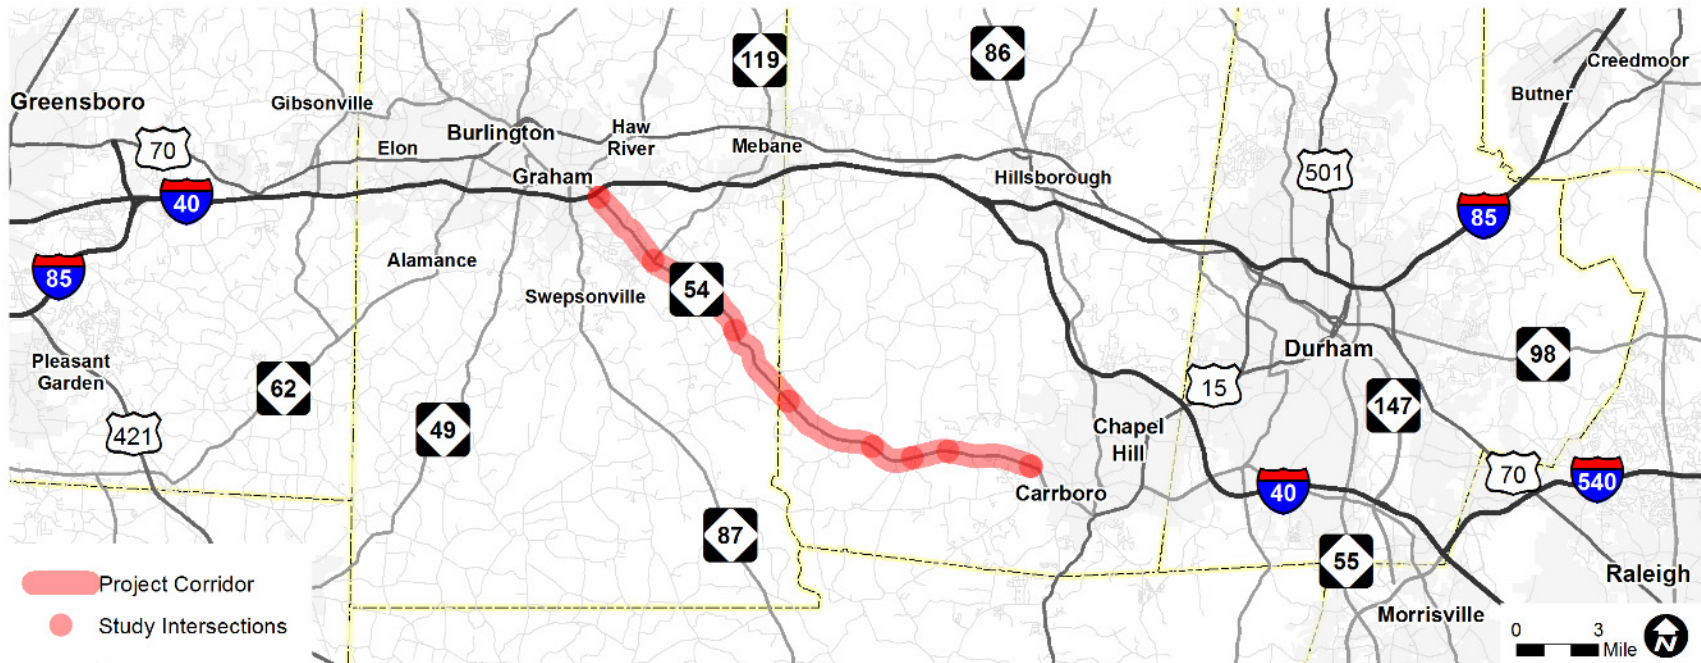 119
86
Creedmoor
Greensboro
Gibsonville
Butner
Burlington
Haw
River
70
Elon
Mebane
501
Graham
Hillsborough
40
85
85
Alamance
54
Swepsonville
Durham
98
Pleasant
Garden
62
15
147
421
49
Chapel
Hill
70
540
Carrboro
40
87
55
Raleigh
Project Corridor
Morrisville
Study Intersections
0 3
Mile
N